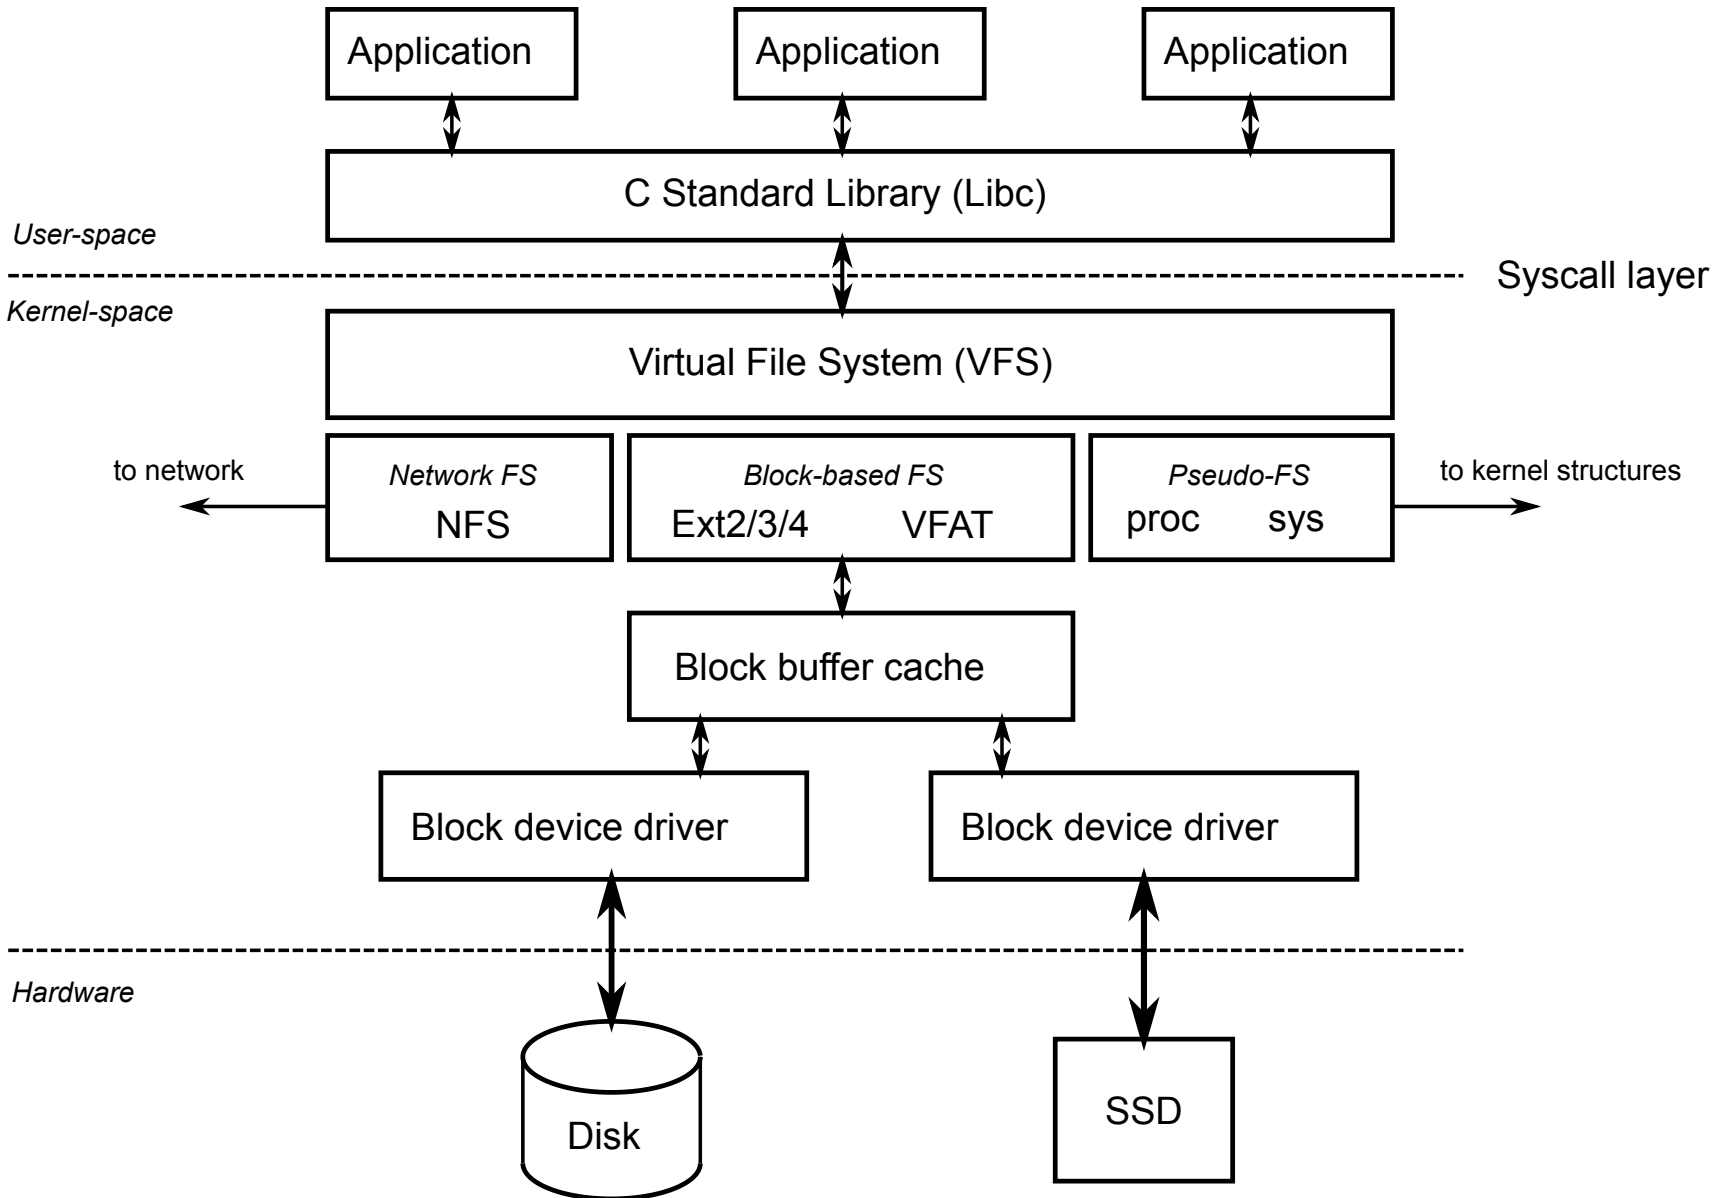 Application
Application
Application
C Standard Library (Libc)
User-space
Syscall layer
Kernel-space
Virtual File System (VFS)
to network
Network FS
NFS
Block-based FS
Ext2/3/4 VFAT
Pseudo-FS
proc sys
to kernel structures
Block buffer cache
Block device driver
Block device driver
Hardware
Disk
SSD